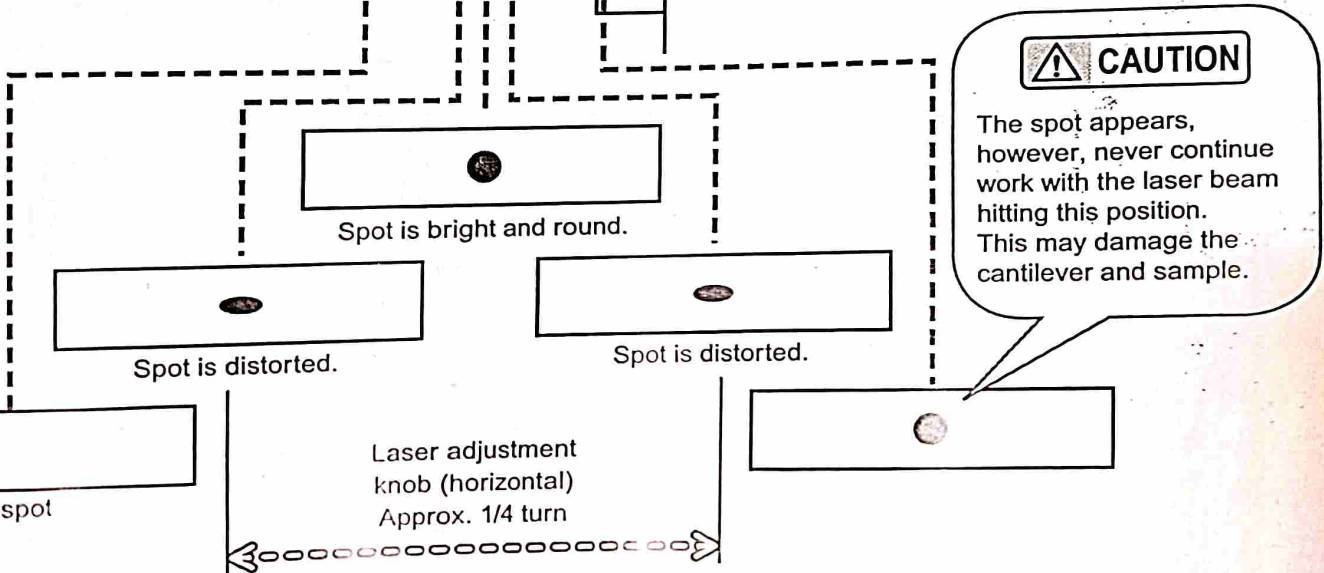 CAUTION
The spot appears,
however, never continue
work with the laser beam
hitting this position.
This may damage the
cantilever and sample.
Spot is bright and round.
Spot is distorted.
Spot is distorted.
Laser adjustment
knob (horizontal)
Approx. 1/4 turn
spot